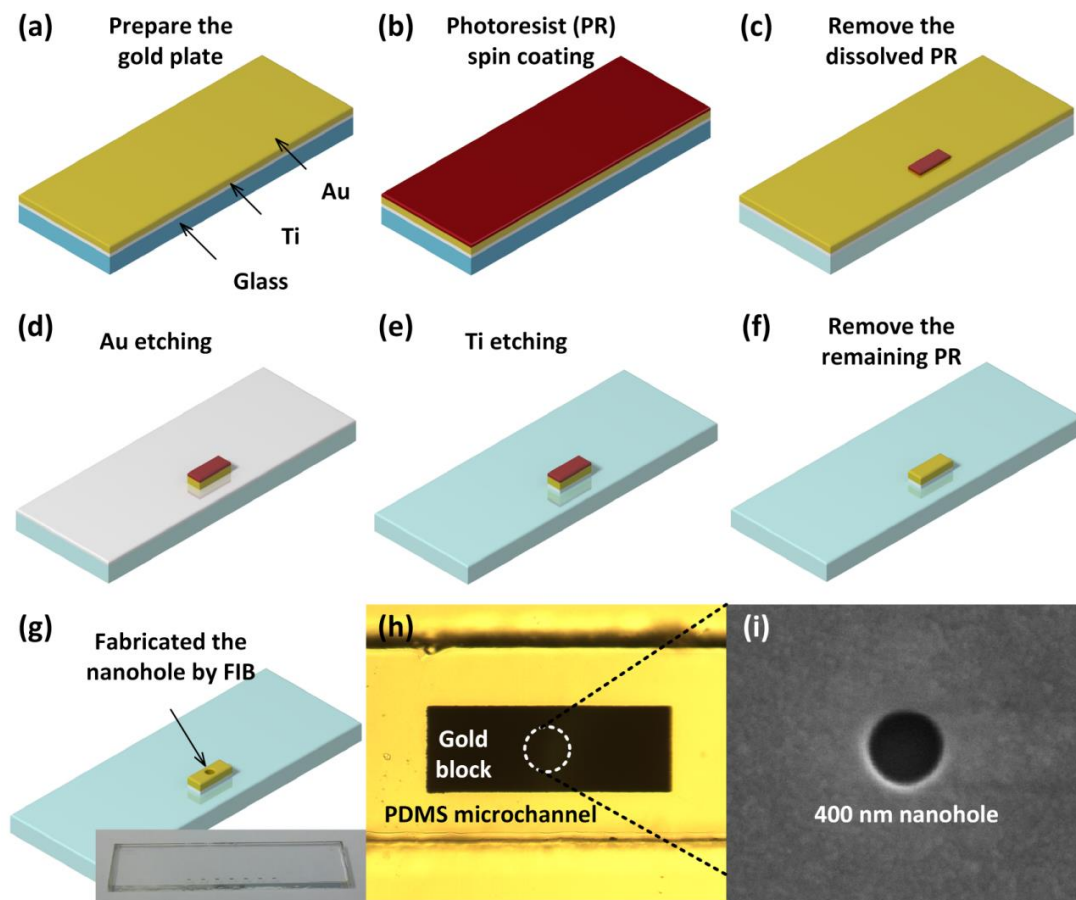 (a)
Prepare the
gold plate
Au
Ti
Glass
(b)
Photoresist (PR)
spin coating
(c)
Remove the
dissolved PR
(d)
Au etching
(e)
Ti etching
(f)
Remove the
remaining PR
(g)
Fabricated the
nanohole by FIB
(h)
Gold
block
PDMS microchannel
(i)
400 nm nanohole